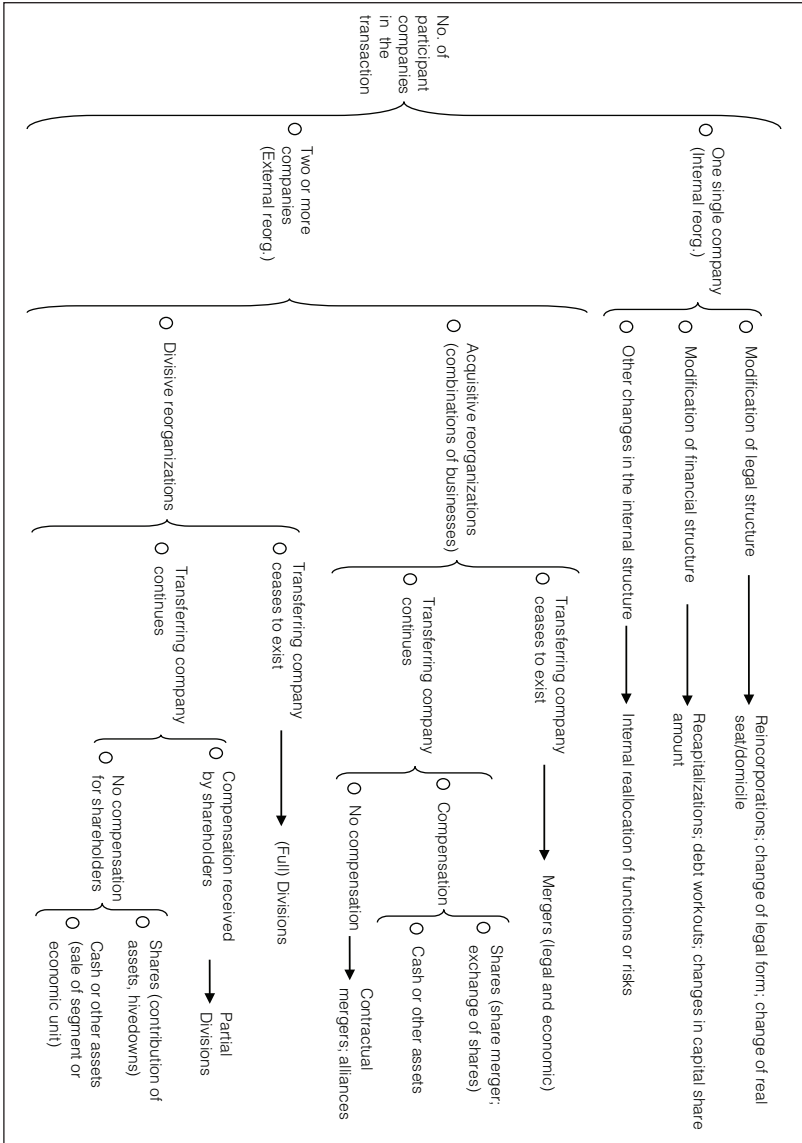 No. of
participant
companies
in the
transaction
One single company
(Internal reorg.)
Modification of legal structure
Reincorporations; change of legal form; change of real
seat/domicile
Modification of financial structure
Recapitalizations; debt workouts; changes in capital share
amount
Other changes in the internal structure
Internal reallocation of functions or risks
Two or more
companies
(External reorg.)
Acquisitive reorganizations
(combinations of businesses)
Transferring company
ceases to exist
Mergers (legal and economic)
Transferring company
continues
Compensation
Shares (share merger;
exchange of shares)
Cash or other assets
No compensation
Contractual
mergers; alliances
Divisive reorganizations
Transferring company
ceases to exist
(Full) Divisions
Transferring company
continues
Compensation received
by shareholders
Partial
Divisions
No compensation
for shareholders
Shares (contribution of
assets, hivedowns)
Cash or other assets
(sale of segment or
economic unit)